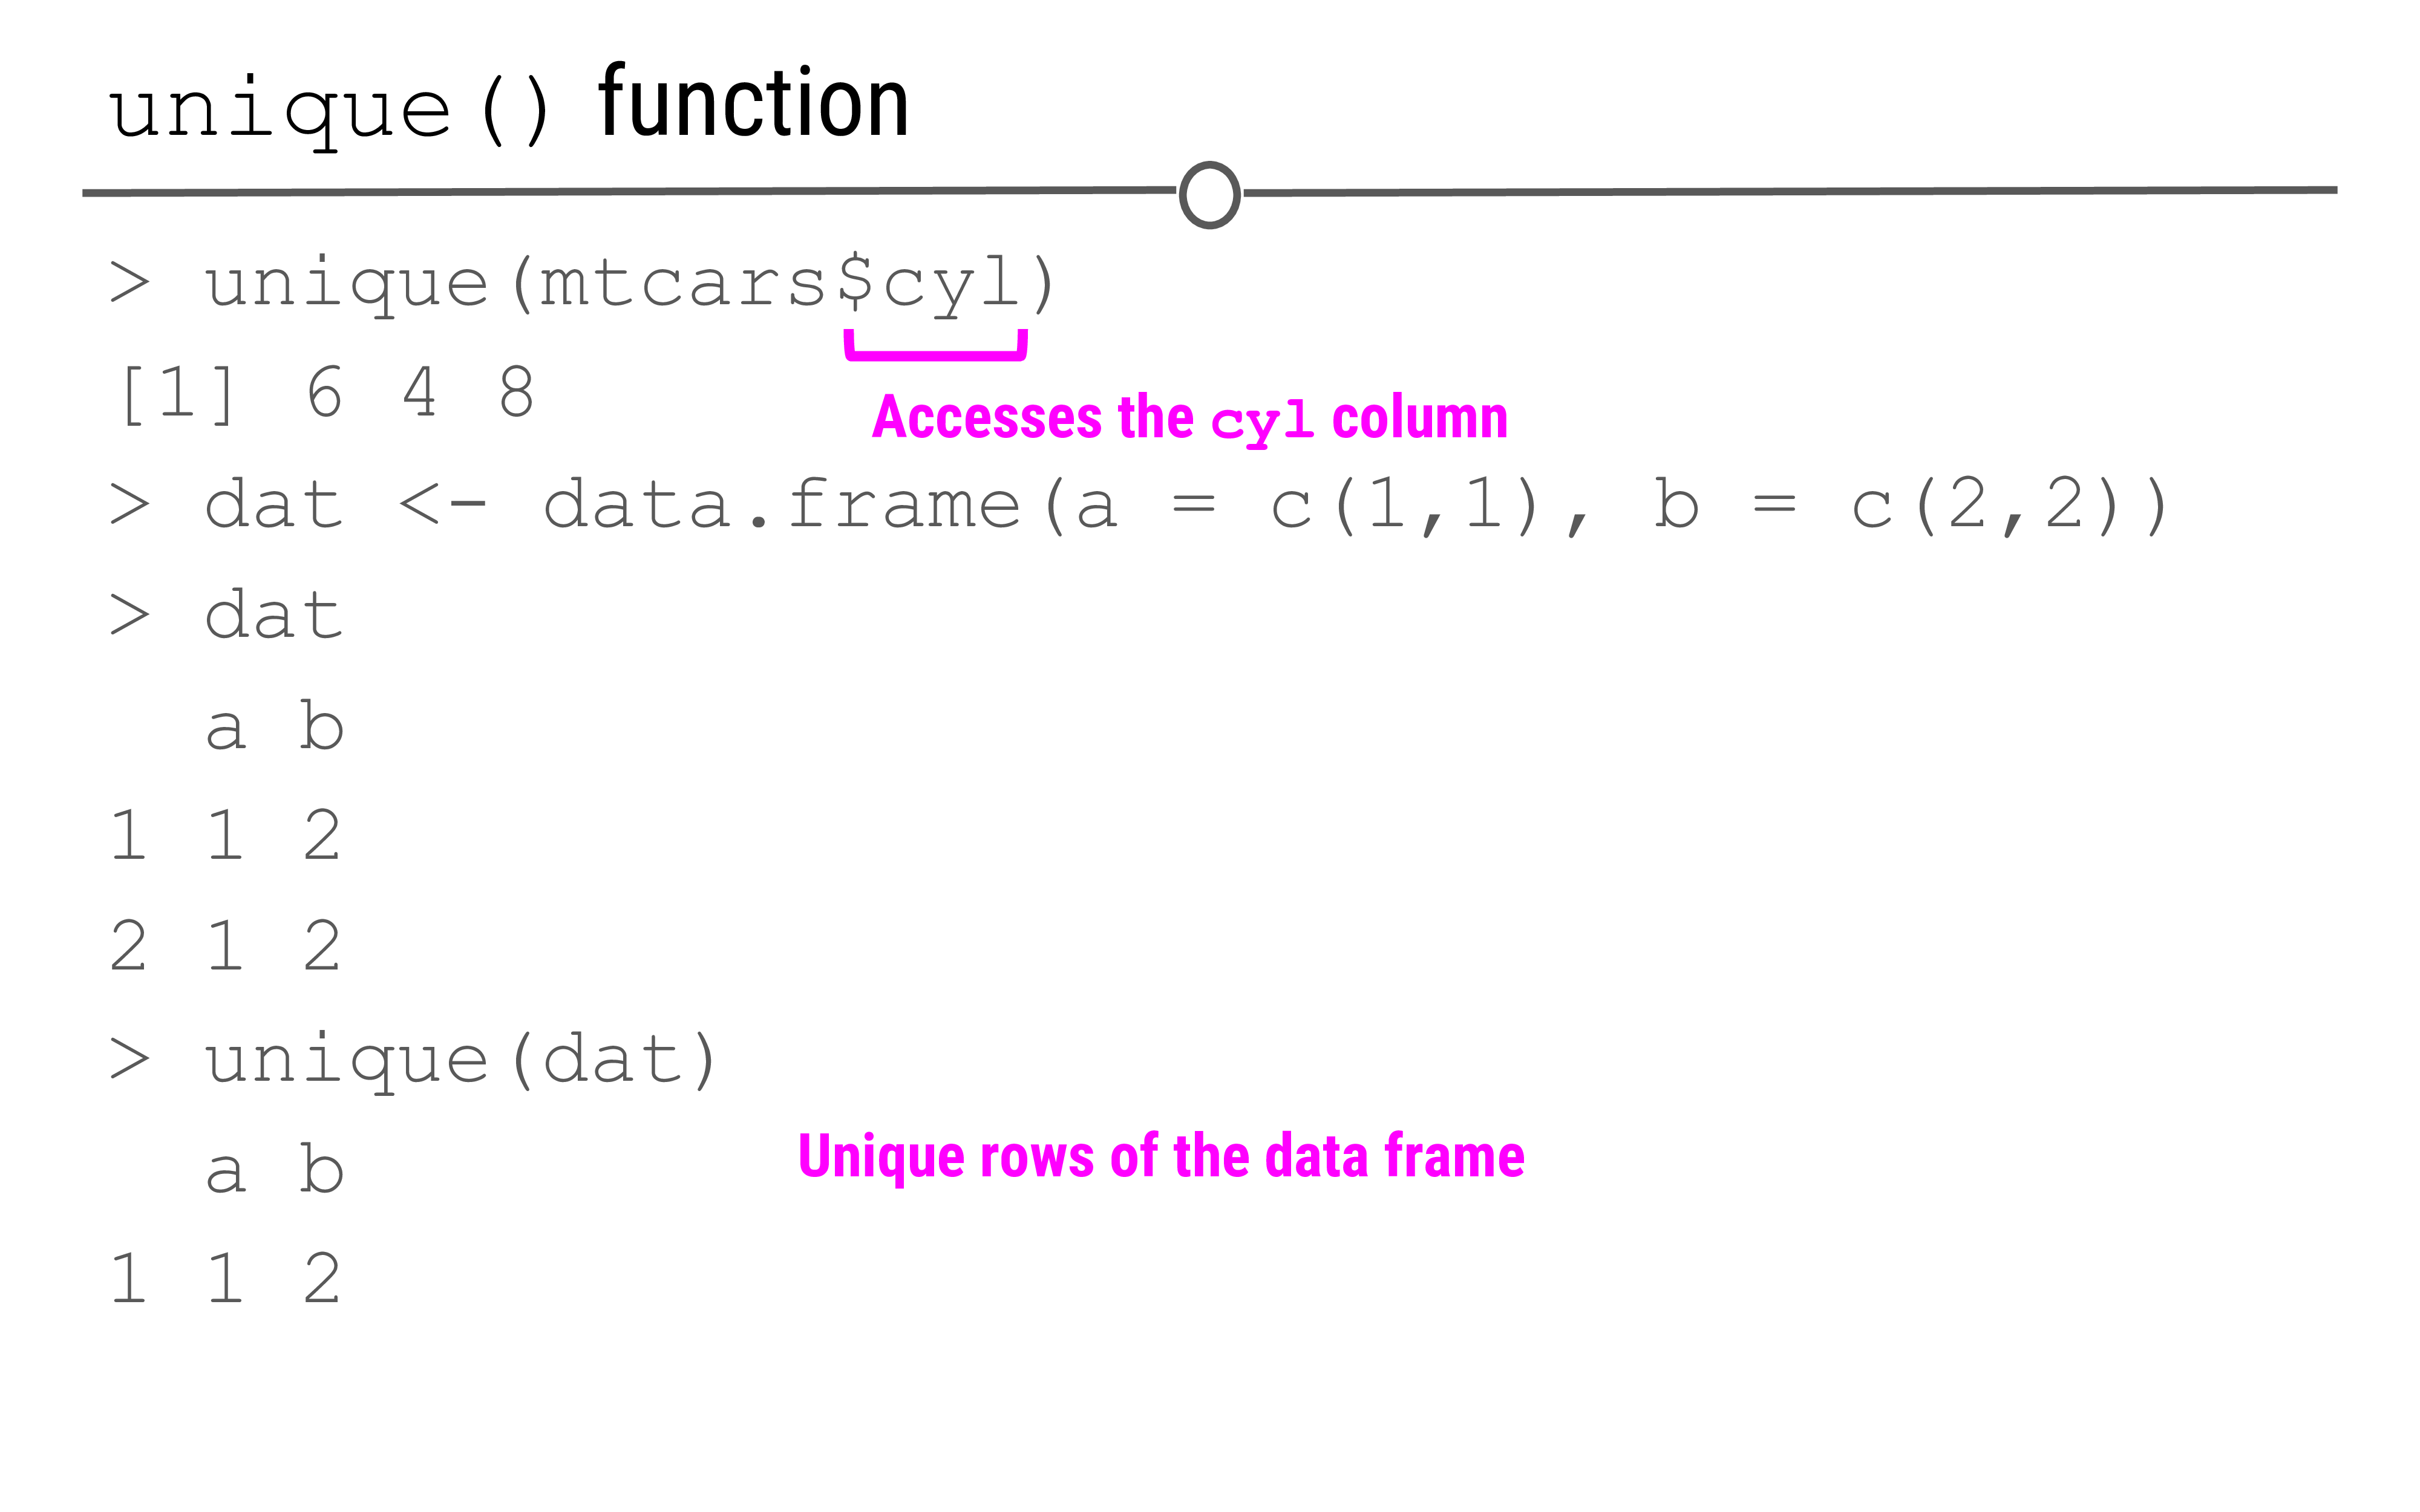 unique() function
> unique(mtcars$cyl)
[1] 6 4 8
Accesses the cyl column
> dat <- data.frame(a = c(1,1), b = c(2,2))
> dat
  a b
1 1 2
2 1 2
> unique(dat)
Unique rows of the data frame
  a b
1 1 2